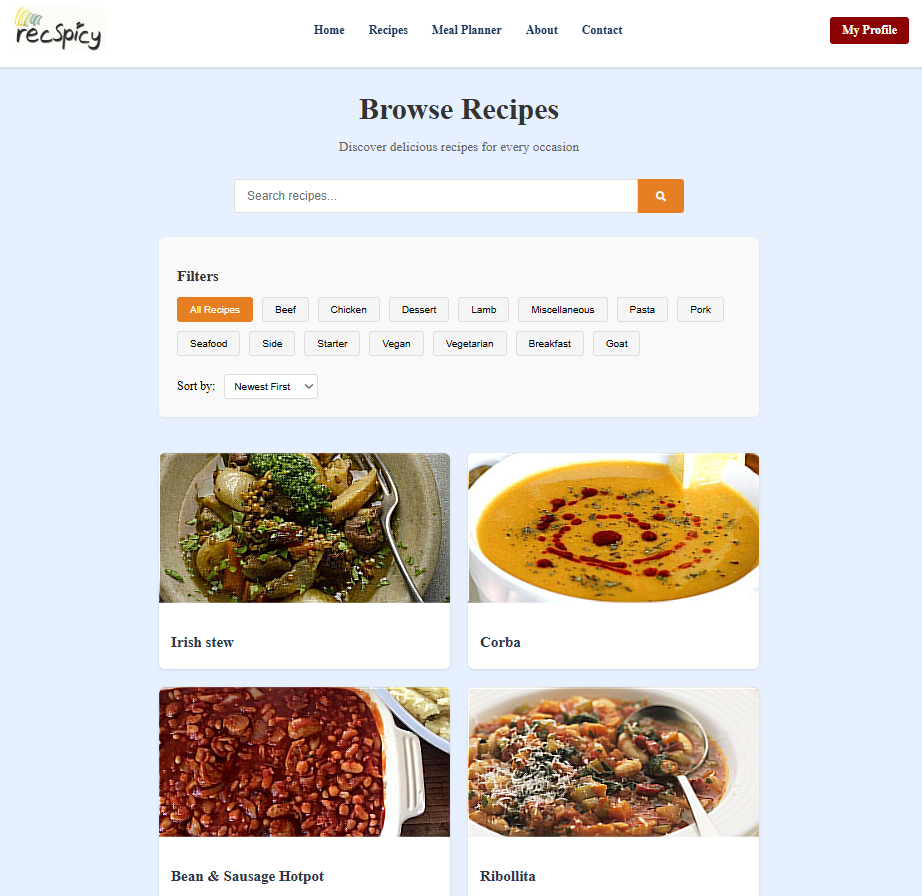 recSpicy
Home Recipes Meal Planner About Contact
My Profile
Browse Recipes
Discover delicious recipes for every occasion
Search recipes...
Filters
All Recipes Beef Chicken Dessert Lamb Miscellaneous Pasta Pork
Seafood Side Starter Vegan Vegetarian Breakfast Goat
Sort by: Newest First
Irish stew
Corba
Bean & Sausage Hotpot
Ribollita